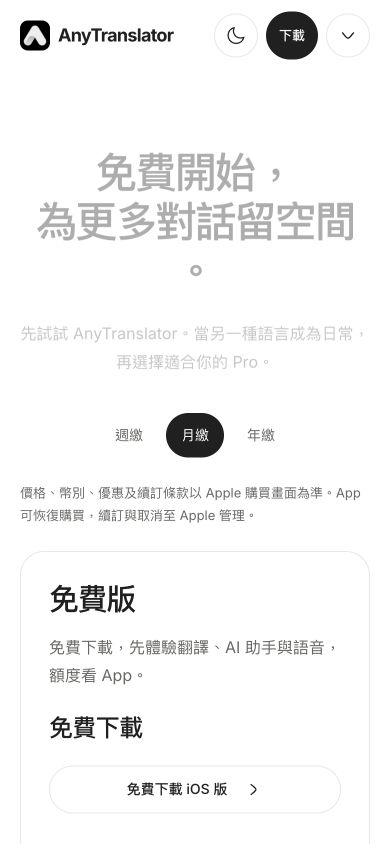 AnyTranslator
下載
免費開始，
為更多對話留空間
。
先試試 AnyTranslator。當另一種語言成為日常，
再選擇適合你的 Pro。
週繳
月繳
年繳
價格、幣別、優惠及續訂條款以 Apple 購買畫面為準。App
可恢復購買，續訂與取消至 Apple 管理。
免費版
免費下載，先體驗翻譯、AI 助手與語音，
額度看 App。
免費下載
免費下載 iOS 版